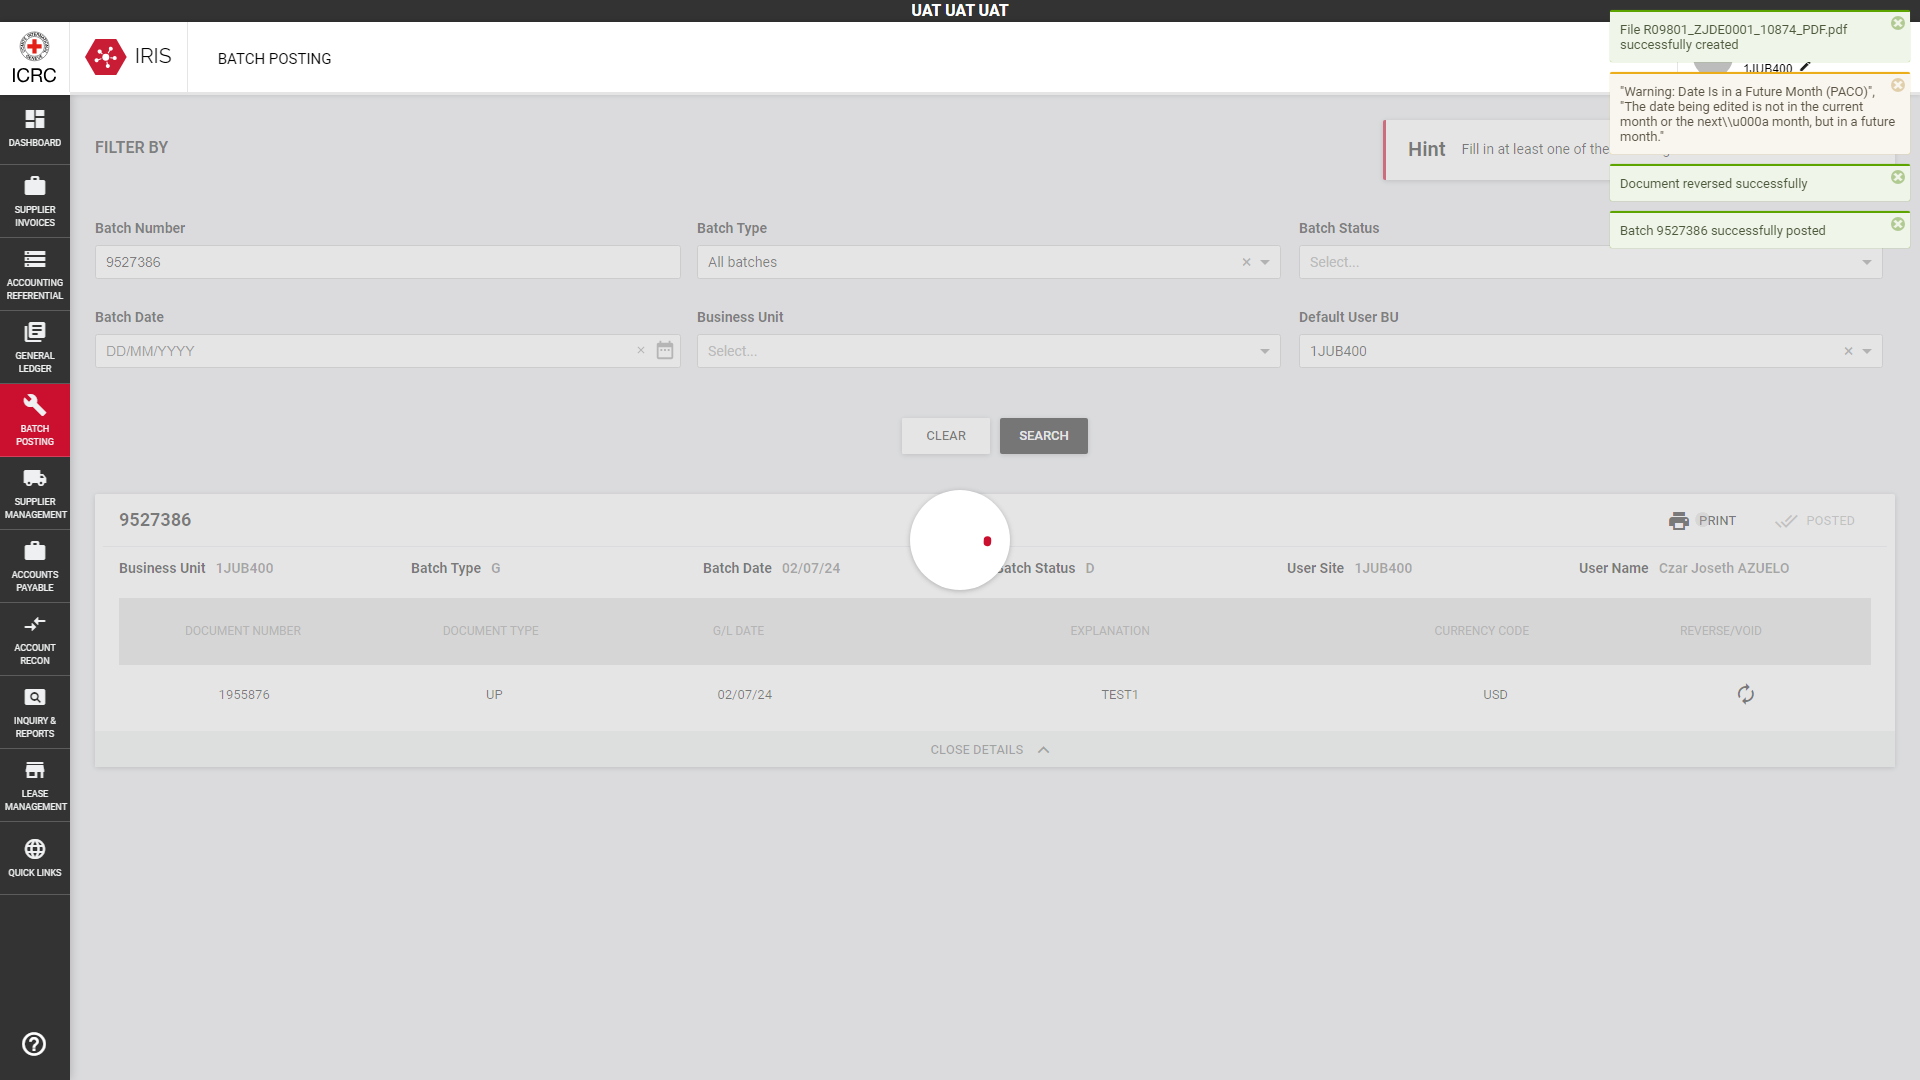 UAT UAT UAT
ICRC
IRIS
BATCH POSTING
1JUB400
File R09801_ZJDE0001_10874_PDF.pdf
successfully created
"Warning: Date Is in a Future Month (PACO)",
"The date being edited is not in the current
month or the next\\u000a month, but in a future
month."
Document reversed successfully
Batch 9527386 successfully posted
DASHBOARD
SUPPLIER
INVOICES
ACCOUNTING
REFERENTIAL
GENERAL
LEDGER
BATCH
POSTING
SUPPLIER
MANAGEMENT
ACCOUNTS
PAYABLE
ACCOUNT
RECON
INQUIRY &
REPORTS
LEASE
MANAGEMENT
QUICK LINKS
FILTER BY
Hint Fill in at least one of the
Batch Number
9527386
Batch Type
All batches
Batch Status
Select...
Batch Date
DD/MM/YYYY
Business Unit
Select...
Default User BU
1JUB400
CLEAR
SEARCH
9527386
PRINT
POSTED
Business Unit 1JUB400
Batch Type G
Batch Date 02/07/24
Batch Status D
User Site 1JUB400
User Name Czar Joseth AZUELO
DOCUMENT NUMBER DOCUMENT TYPE G/L DATE EXPLANATION CURRENCY CODE REVERSE/VOID
1955876 UP 02/07/24 TEST1 USD
CLOSE DETAILS